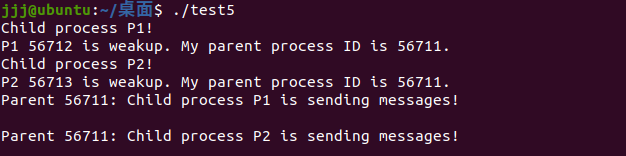 jjj@ubuntu:~/桌面$ ./test5
Child process P1!
P1 56712 is weakup. My parent process ID is 56711.
Child process P2!
P2 56713 is weakup. My parent process ID is 56711.
Parent 56711: Child process P1 is sending messages!
Parent 56711: Child process P2 is sending messages!